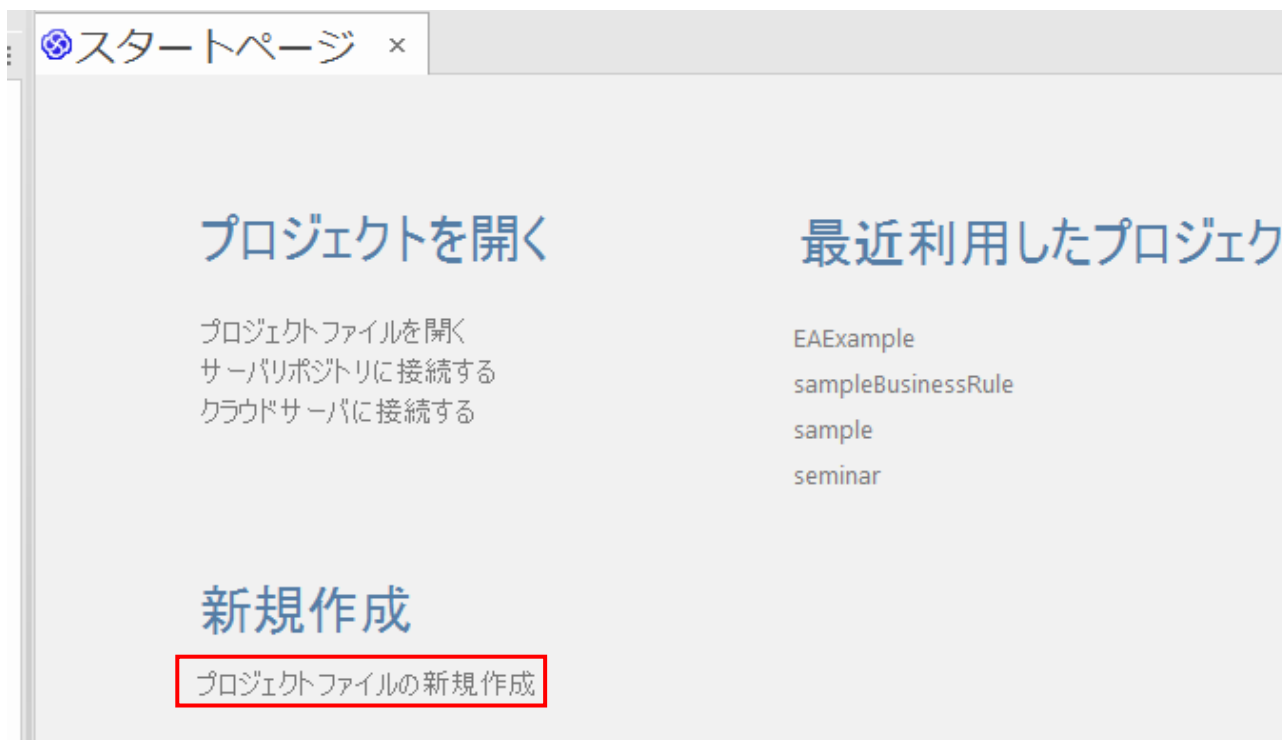 スタートページ ×
プロジェクトを開く
プロジェクトファイルを開く
サーバリポジトリに接続する
クラウドサーバに接続する
最近利用したプロジェク
EAExample
sampleBusinessRule
sample
seminar
新規作成
プロジェクトファイルの新規作成